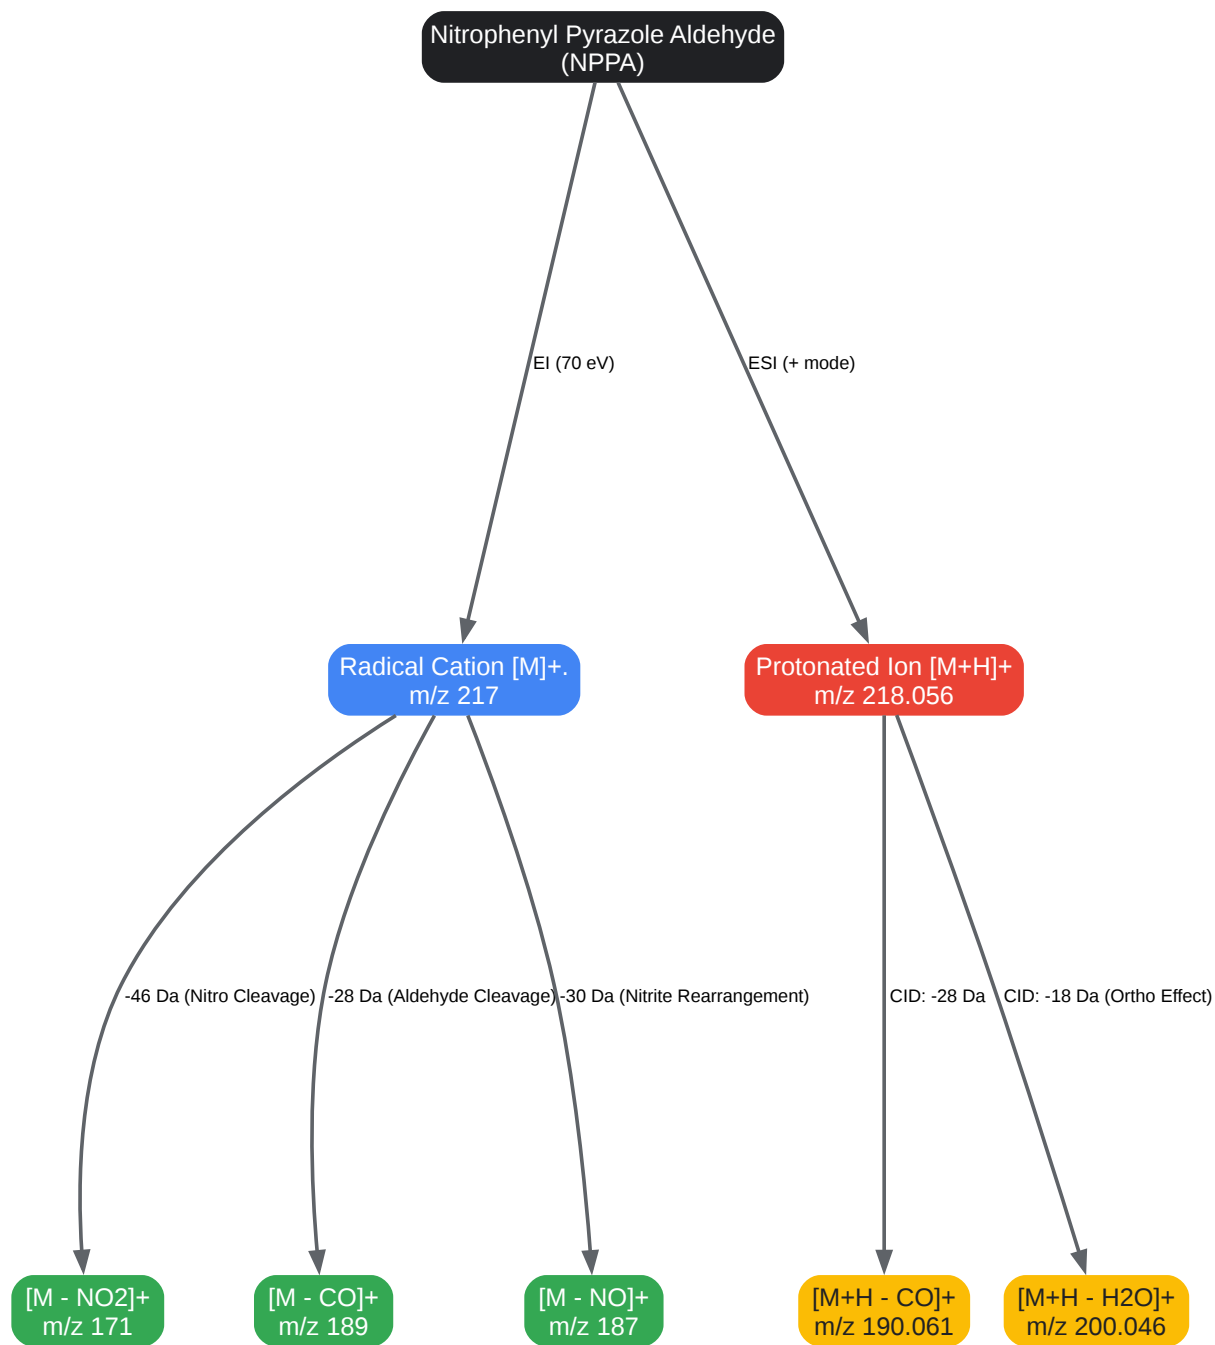 Nitrophenyl Pyrazole Aldehyde
(NPPA)
EI (70 eV)
ESI (+ mode)
Radical Cation [M]+.
m/z 217
Protonated Ion [M+H]+
m/z 218.056
-46 Da (Nitro Cleavage)
-28 Da (Aldehyde Cleavage)
-30 Da (Nitrite Rearrangement)
CID: -28 Da
CID: -18 Da (Ortho Effect)
[M - NO2]+
m/z 171
[M - CO]+
m/z 189
[M - NO]+
m/z 187
[M+H - CO]+
m/z 190.061
[M+H - H2O]+
m/z 200.046